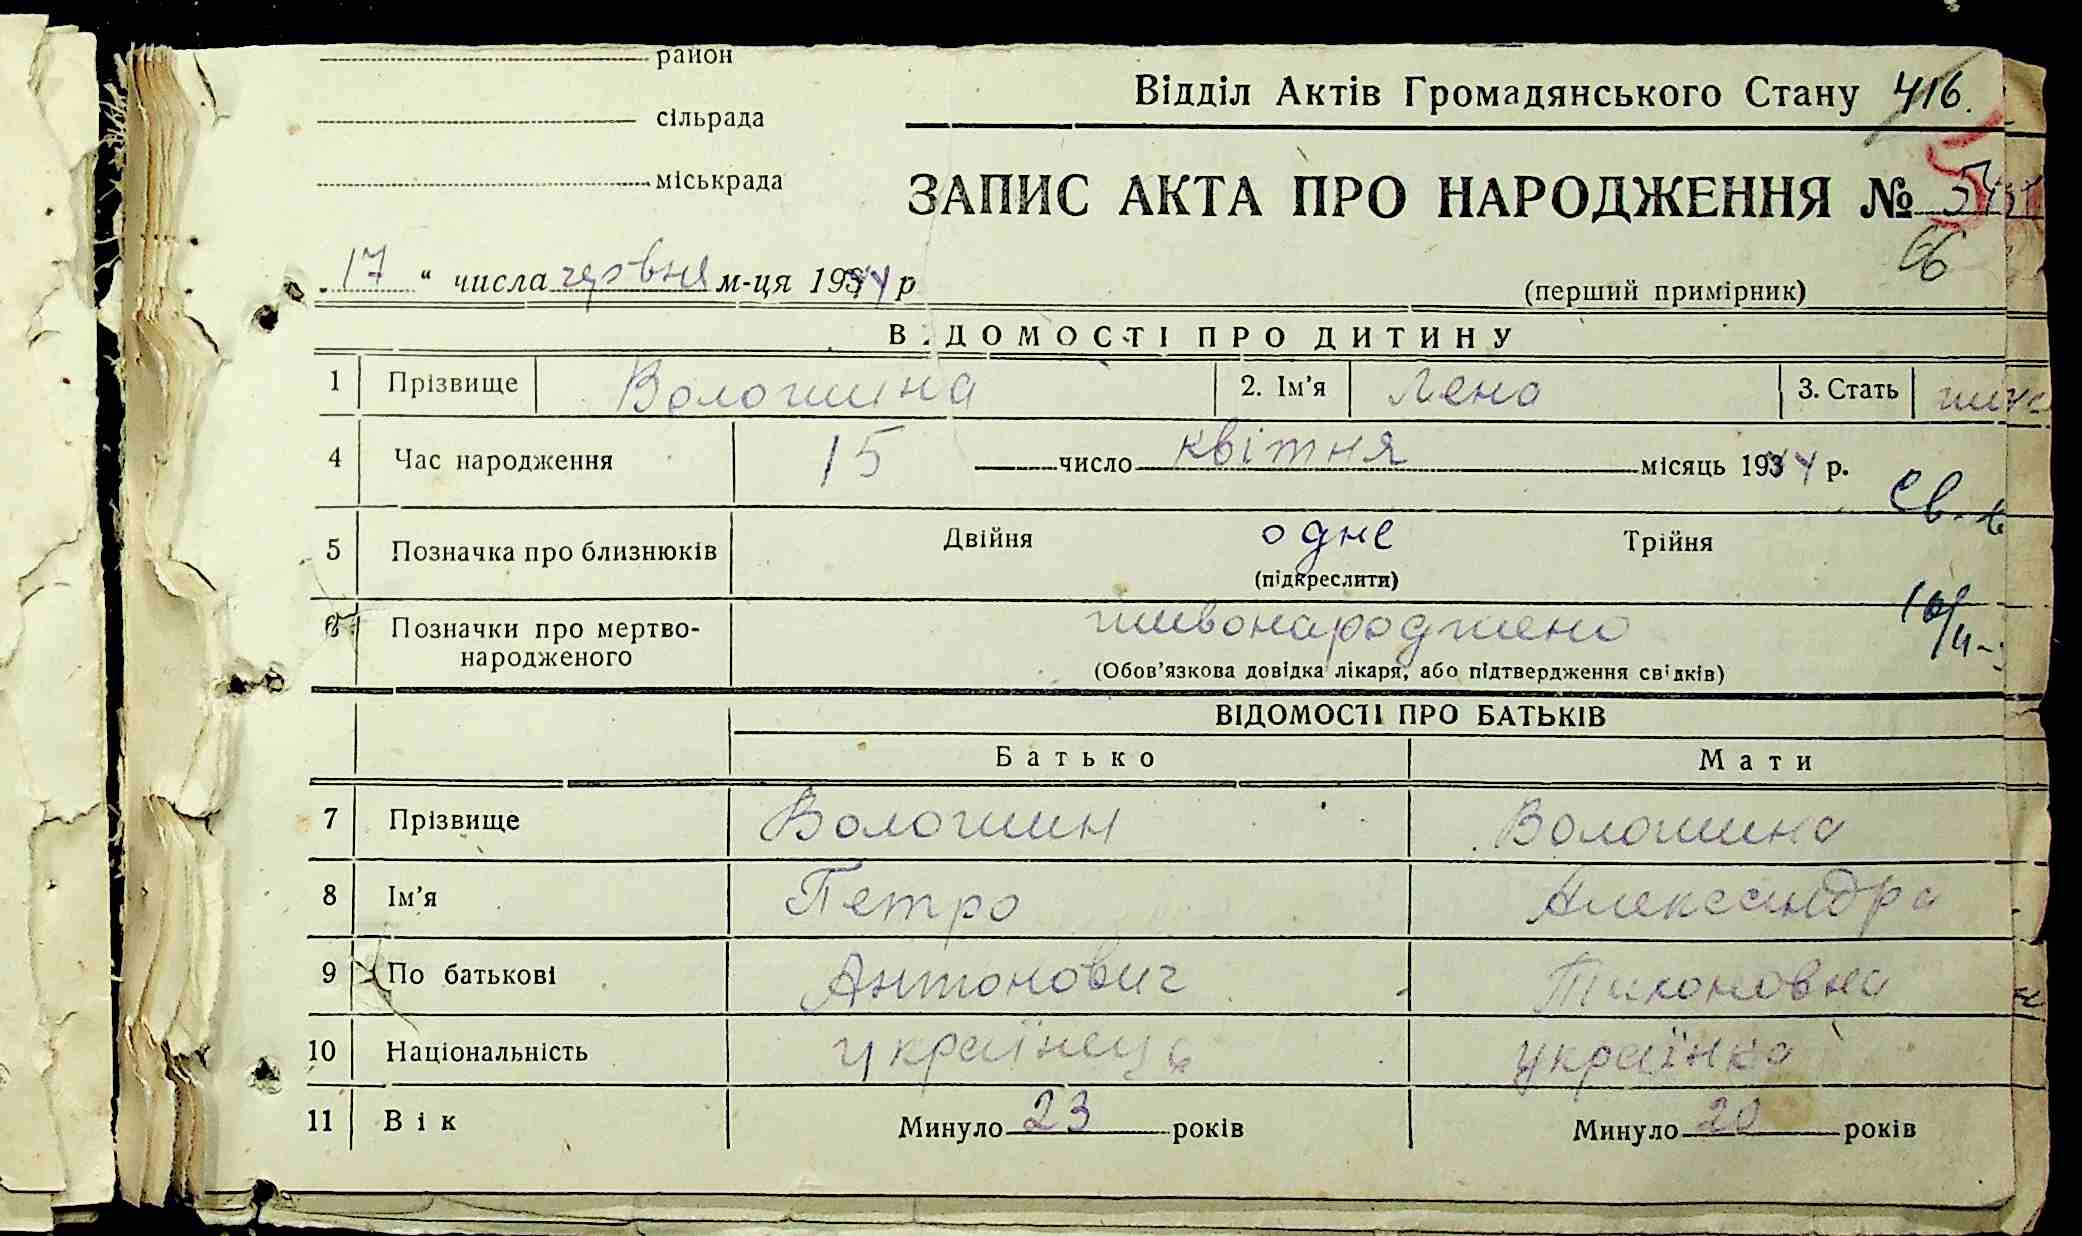 район
Відділ Актів Громадянського Стану 416.
сільрада
міськрада
ЗАПИС АКТА ПРО НАРОДЖЕННЯ №
66
17 " числа червня м-ця 1944 р
(перший примірник)
ВІДОМОСТІ ПРО ДИТИНУ
1 Прізвище Волошина 2. Ім'я Лена 3. Стать
4 Час народження 15 число квітня місяць 1944 р.
5 Позначка про близнюків Двійня одне Трійня
(підкреслити)
6 Позначки про мертво-
народженого
живонароджено
(Обов'язкова довідка лікаря, або підтвердження свідків)
ВІДОМОСТІ ПРО БАТЬКІВ
Батько Мати
7 Прізвище Волошин Волошина
8 Ім'я Петро Александра
9 По батькові Антонович Тихоновна
10 Національність українець українка
11 Вік Минуло 23 років Минуло 20 років